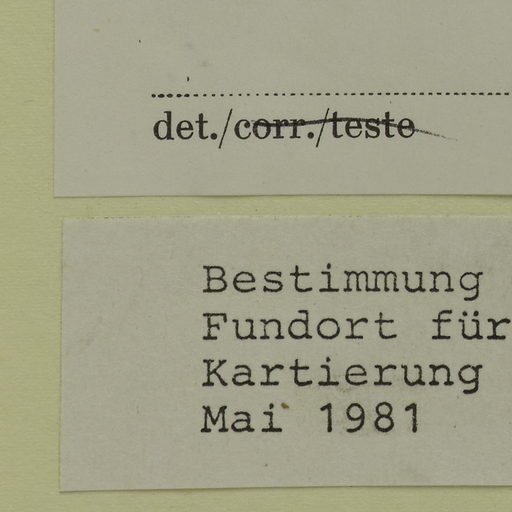 det./corr./teste
Bestimmung
Fundort für
Kartierung
Mai 1981